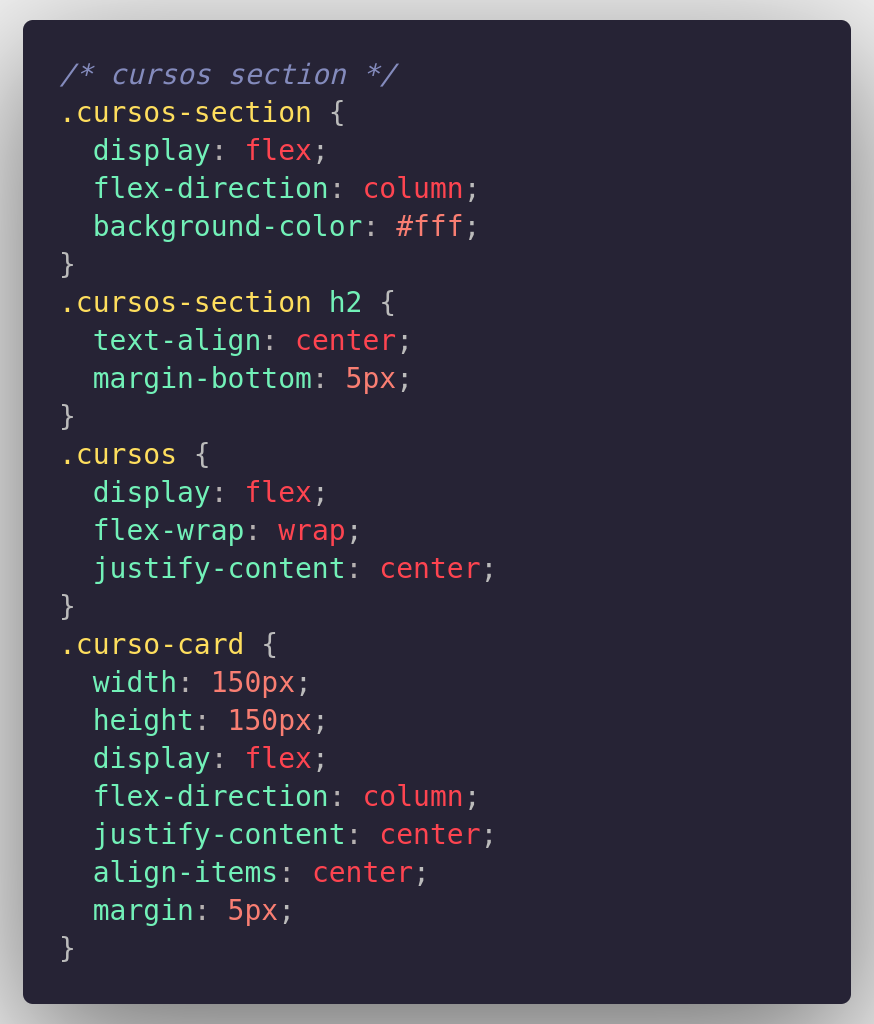 /* cursos section */
.cursos-section {
  display: flex;
  flex-direction: column;
  background-color: #fff;
}
.cursos-section h2 {
  text-align: center;
  margin-bottom: 5px;
}
.cursos {
  display: flex;
  flex-wrap: wrap;
  justify-content: center;
}
.curso-card {
  width: 150px;
  height: 150px;
  display: flex;
  flex-direction: column;
  justify-content: center;
  align-items: center;
  margin: 5px;
}